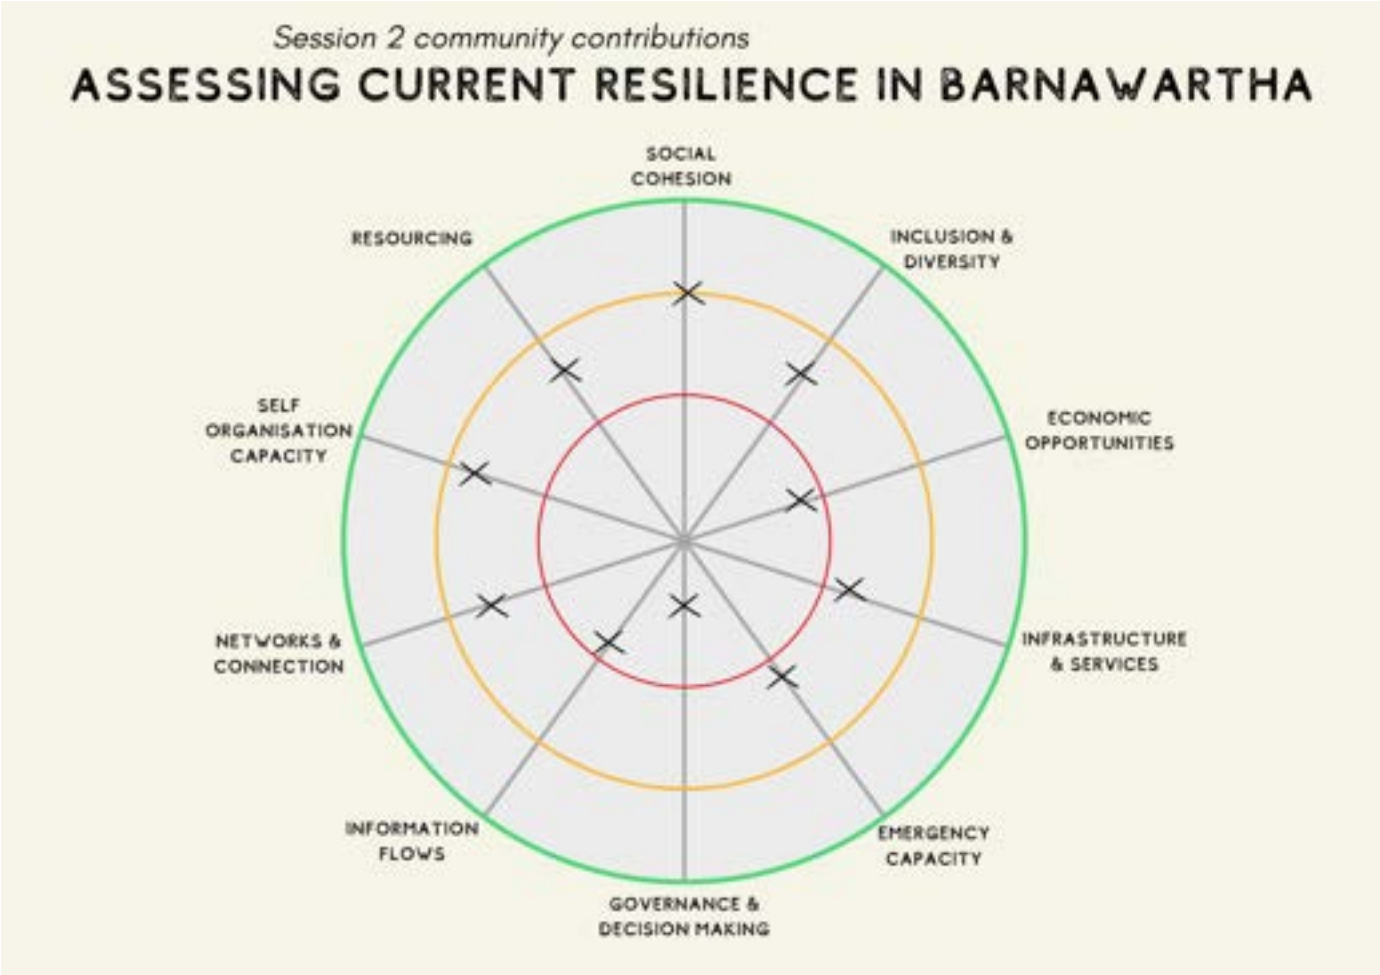 Session 2 community contributions
ASSESSING CURRENT RESILIENCE IN BARNAWARTHA
SOCIAL
COHESION
RESOURCING
INCLUSION &
DIVERSITY
SELF
ORGANISATION
CAPACITY
ECONOMIC
OPPORTUNITIES
NETWORKS &
CONNECTION
INFRASTRUCTURE
& SERVICES
INFORMATION
FLOWS
EMERGENCY
CAPACITY
GOVERNANCE &
DECISION MAKING